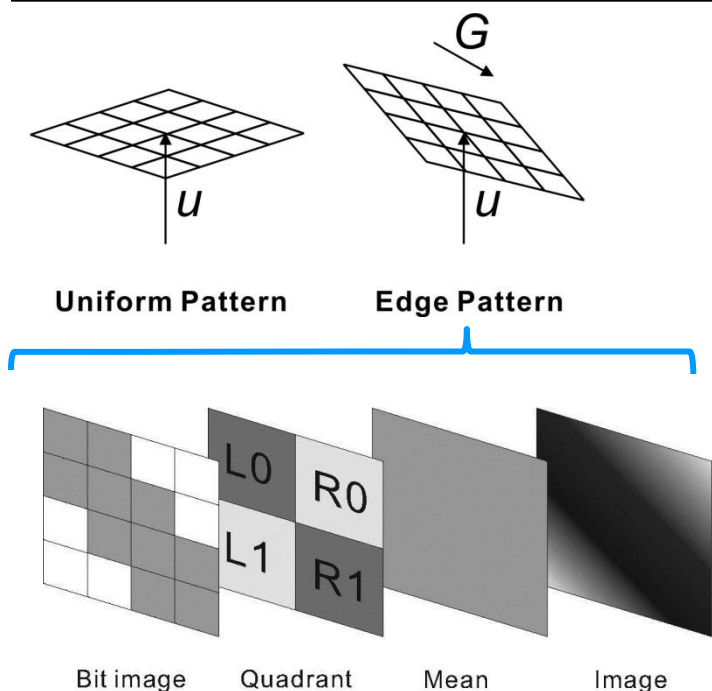 G
u
u
Uniform Pattern
Edge Pattern
L0
R0
L1
R1
Bit image
Quadrant
Mean
Image